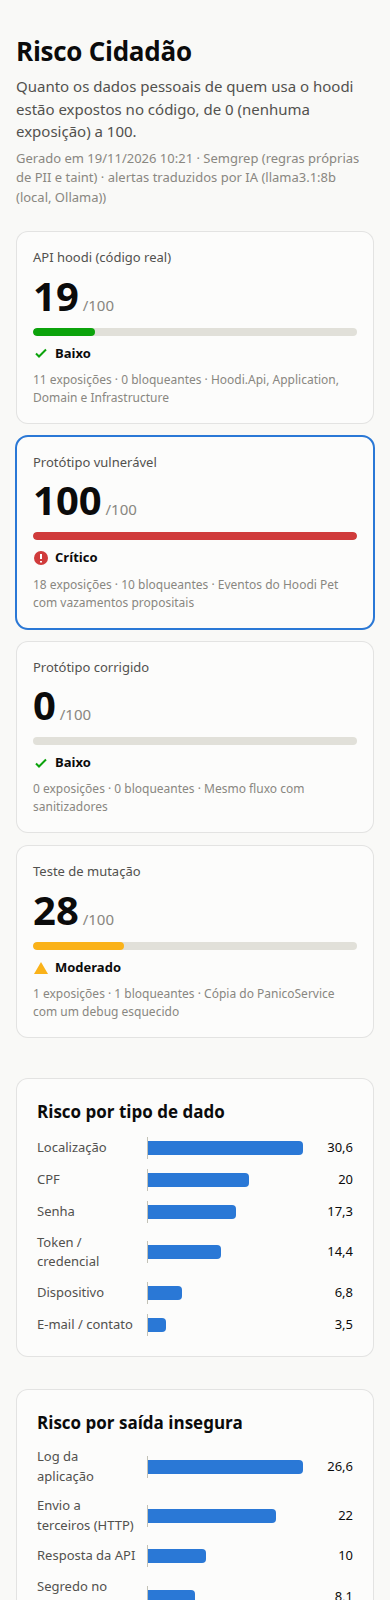 Risco Cidadão
Quanto os dados pessoais de quem usa o hoodi
estão expostos no código, de 0 (nenhuma
exposição) a 100.
Gerado em 19/11/2026 10:21 · Semgrep (regras próprias
de PII e taint) · alertas traduzidos por IA (llama3.1:8b
(local, Ollama))
API hoodi (código real)
19 /100
Baixo
11 exposições · 0 bloqueantes · Hoodi.Api, Application,
Domain e Infrastructure
Protótipo vulnerável
100 /100
Crítico
18 exposições · 10 bloqueantes · Eventos do Hoodi Pet
com vazamentos propositais
Protótipo corrigido
0 /100
Baixo
0 exposições · 0 bloqueantes · Mesmo fluxo com
sanitizadores
Teste de mutação
28 /100
Moderado
1 exposições · 1 bloqueantes · Cópia do PanicoService
com um debug esquecido
Risco por tipo de dado
Localização 30,6
CPF 20
Senha 17,3
Token /
credencial 14,4
Dispositivo 6,8
E-mail / contato 3,5
Risco por saída insegura
Log da
aplicação 26,6
Envio a
terceiros (HTTP) 22
Resposta da API 10
Segredo no
8,1